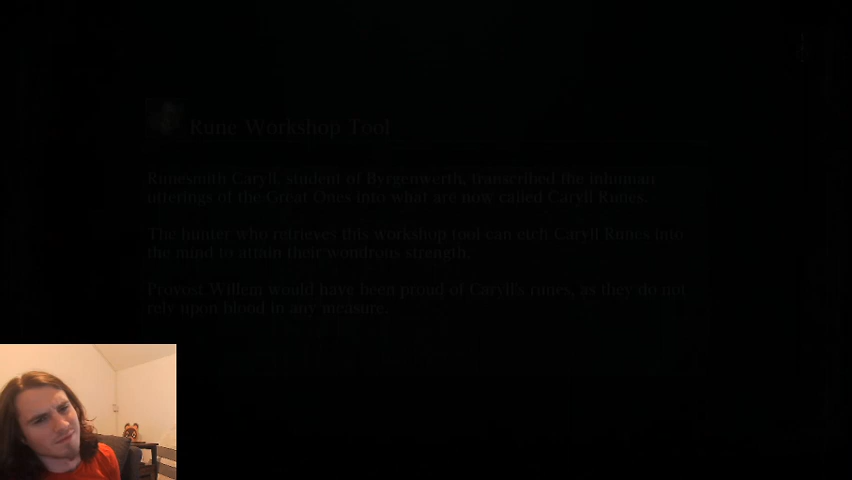 Rune Workshop Tool
Runesmith Caryll, student of Byrgenwerth, transcribed the inhuman
utterings of the Great Ones into what are now called Caryll Runes.
The hunter who retrieves this workshop tool can etch Caryll Runes into
the mind to attain their wondrous strength.
Provost Willem would have been proud of Caryll's runes, as they do not
rely upon blood in any measure.